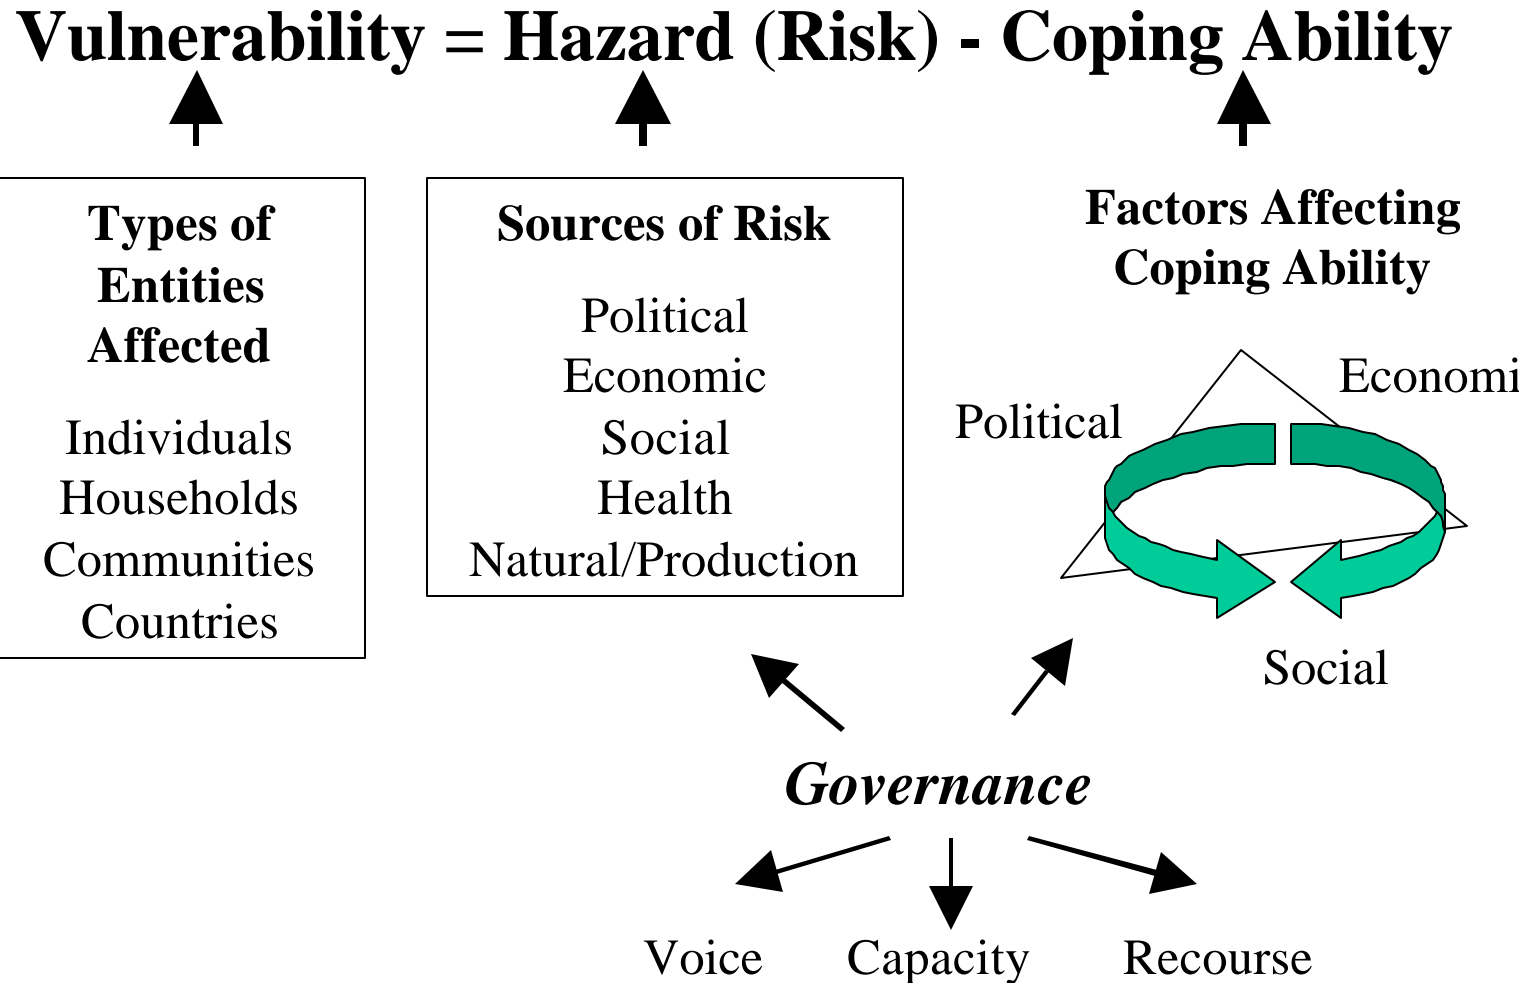 Vulnerability = Hazard (Risk) - Coping Ability
Types of
Entities
Affected
Individuals
Households
Communities
Countries
Sources of Risk
Political
Economic
Social
Health
Natural/Production
Factors Affecting
Coping Ability
Political
Economi
Social
Governance
Voice
Capacity
Recourse